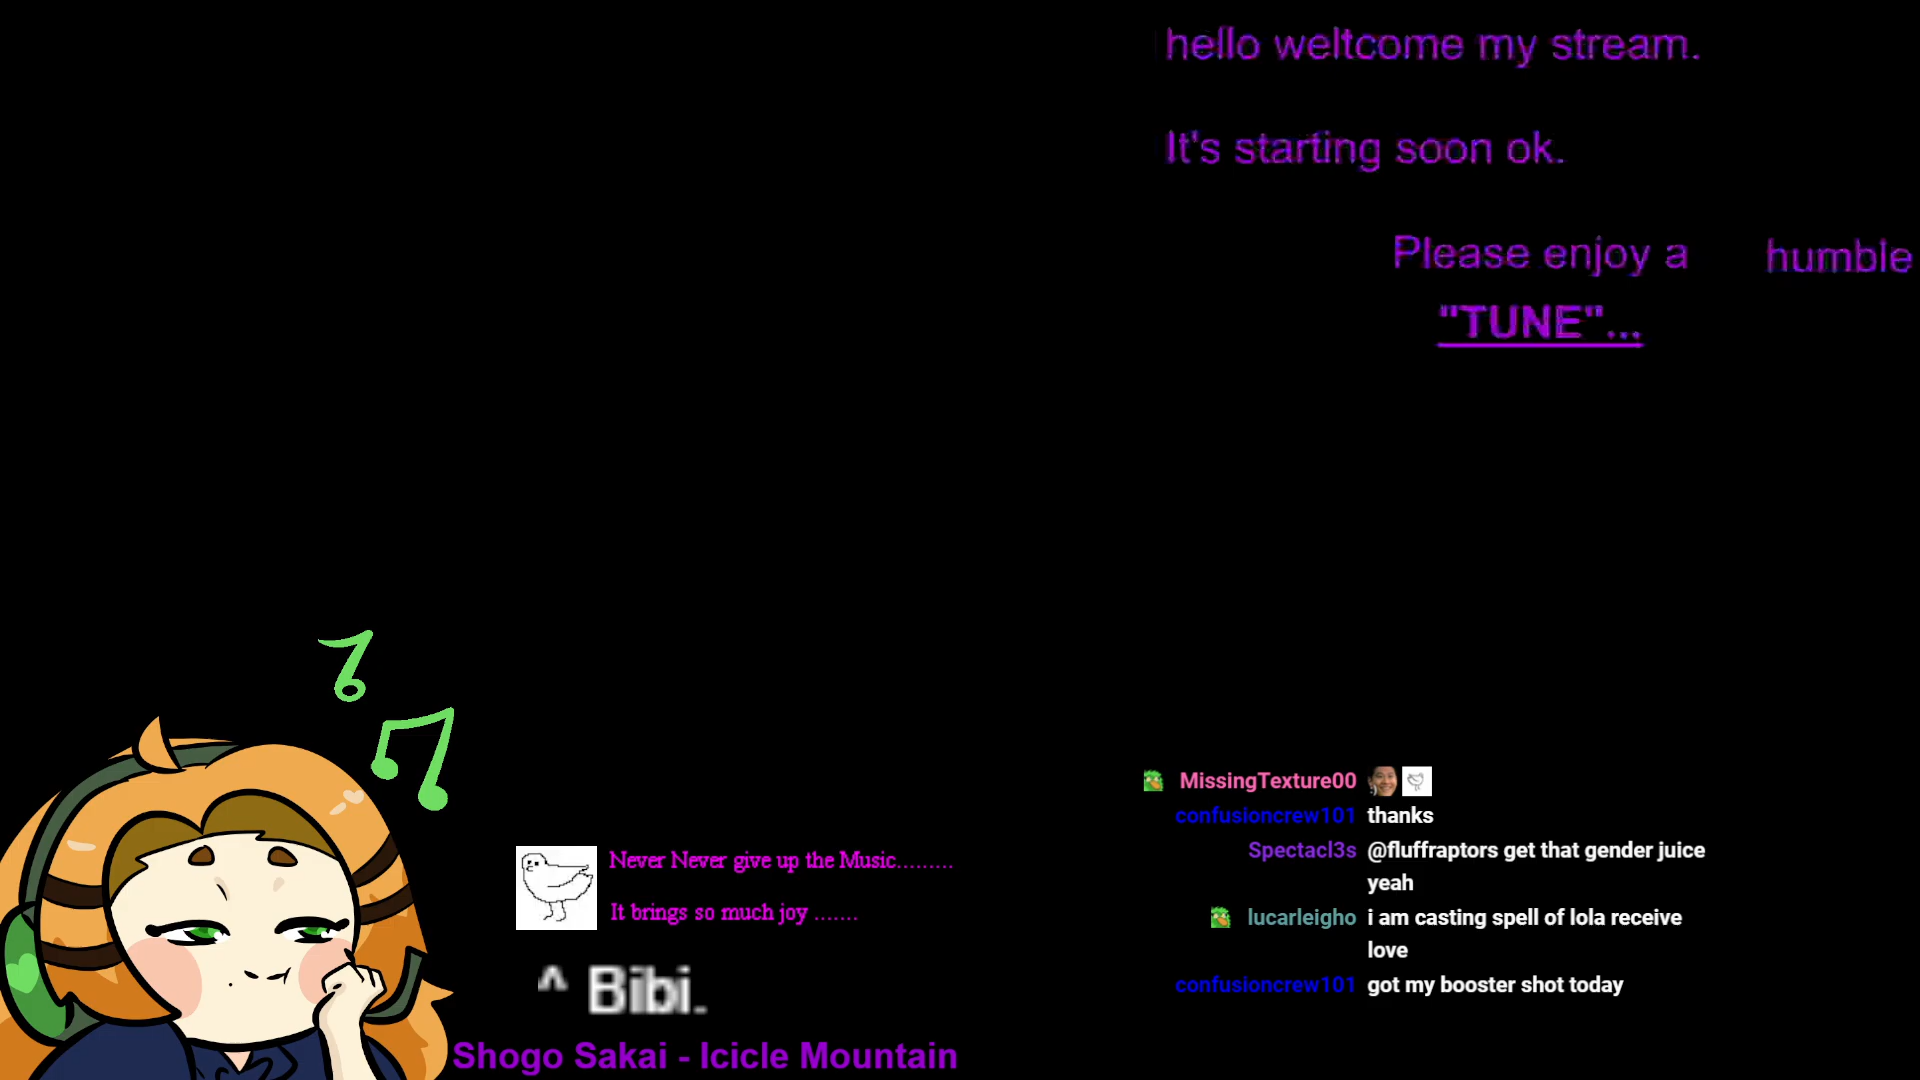 hello weltcome my stream.
It's starting soon ok.
Please enjoy a humble
"TUNE"...
MissingTexture00
confusioncrew101 thanks
Spectacl3s @fluffraptors get that gender juice
yeah
lucarleigho i am casting spell of lola receive
love
confusioncrew101 got my booster shot today
Never Never give up the Music.........
It brings so much joy .......
^ Bibi.
Shogo Sakai - Icicle Mountain